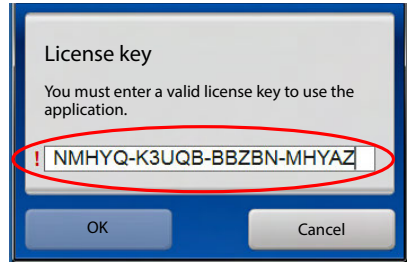 License key
You must enter a valid license key to use the
application.
! NMHYQ-K3UQB-BBZBN-MHYAZ
OK Cancel